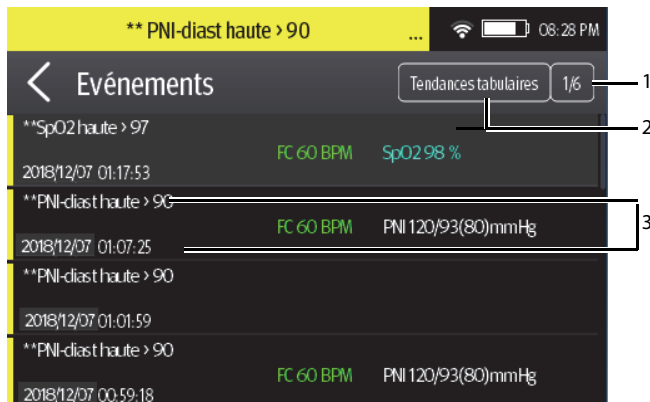 ** PNI-diast haute > 90 ... 08:28 PM
Evénements Tendances tabulaires 1/6 1
2
**SpO2 haute > 97
FC 60 BPM SpO2 98 %
2018/12/07 01:17:53
**PNI-diast haute > 90
FC 60 BPM PNI 120/93(80)mmHg 3
2018/12/07 01:07:25
**PNI-diast haute > 90
2018/12/07 01:01:59
**PNI-diast haute > 90
FC 60 BPM PNI 120/93(80)mmHg
2018/12/07 00:59:18